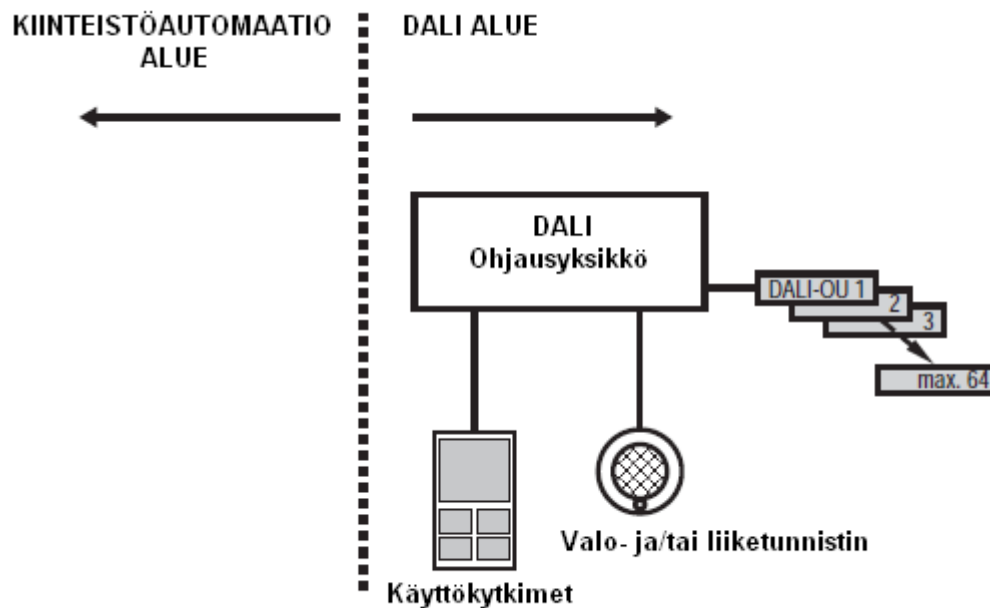 KIINTEISTÖAUTOMAATIO
ALUE
DALI ALUE
DALI
Ohjausyksikkö
DALI-OU 1
2
3
max. 64
Valo- ja/tai liiketunnistin
Käyttökytkimet